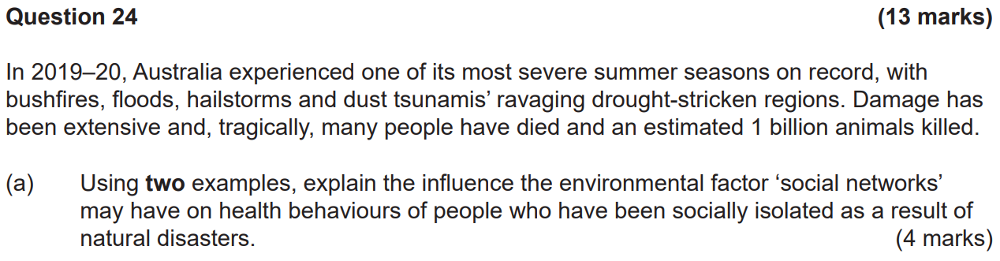 Question 24 (13 marks)
In 2019–20, Australia experienced one of its most severe summer seasons on record, with
bushfires, floods, hailstorms and dust tsunamis’ ravaging drought-stricken regions. Damage has
been extensive and, tragically, many people have died and an estimated 1 billion animals killed.
(a) Using two examples, explain the influence the environmental factor ‘social networks’
may have on health behaviours of people who have been socially isolated as a result of
natural disasters. (4 marks)